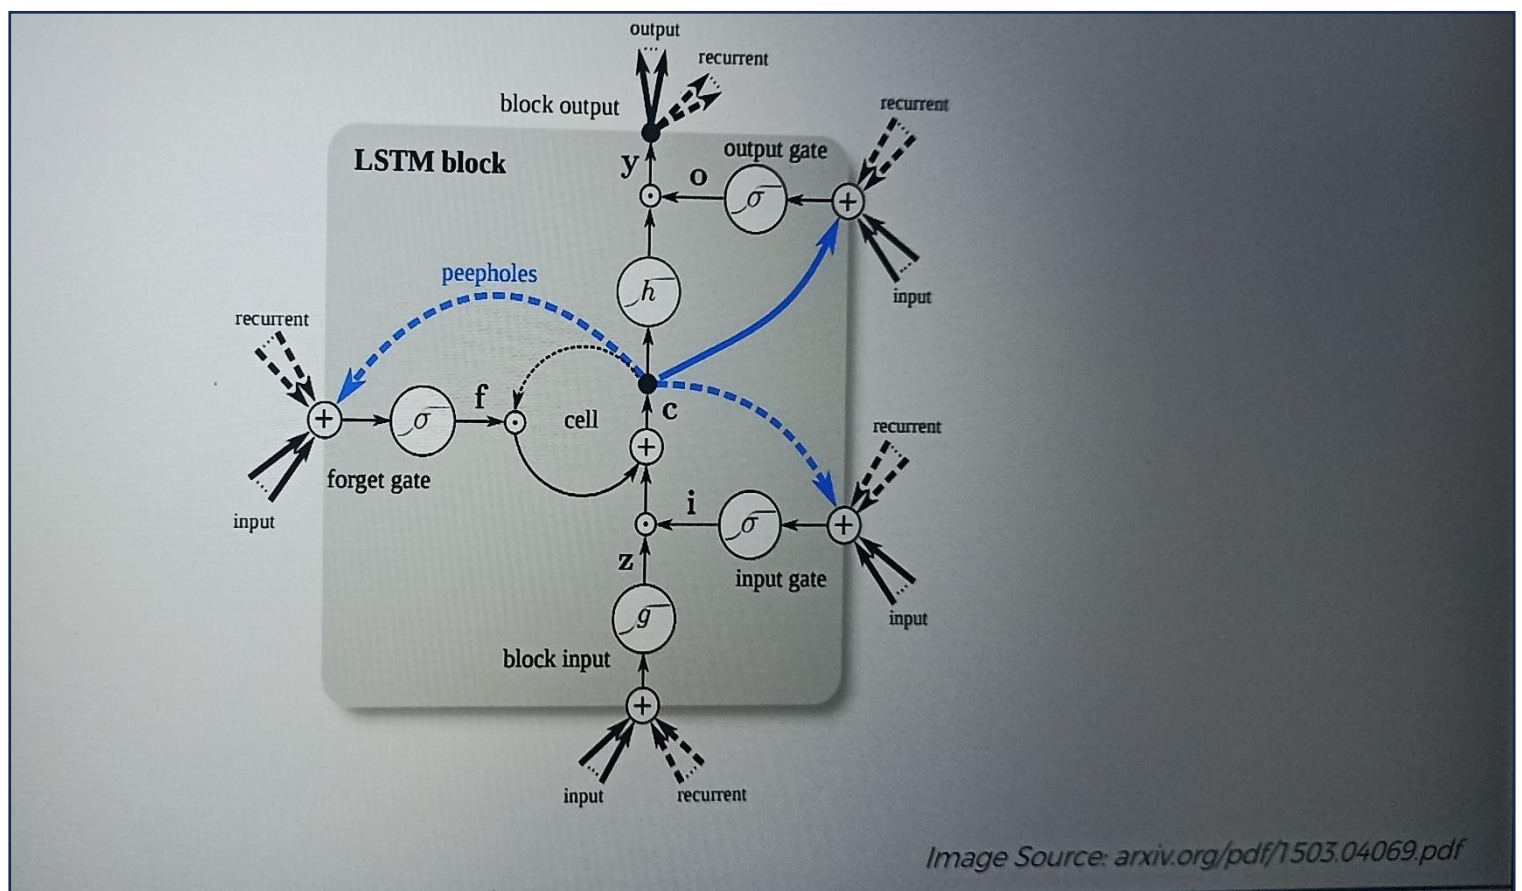 output
recurrent
block output
recurrent
LSTM block
output gate
y
o
σ
+
h
input
peepholes
recurrent
+
σ
f
cell
c
+
recurrent
forget gate
input
z
i
σ
+
input gate
g
input
block input
+
input
recurrent
Image Source: arxiv.org/pdf/1503.04069.pdf